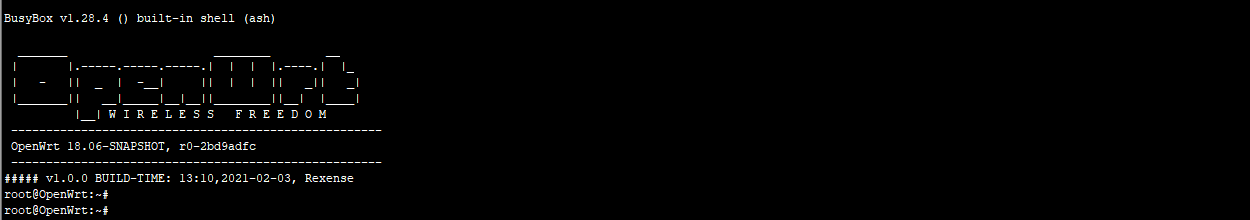 BusyBox v1.28.4 () built-in shell (ash)
OpenWrt
W I R E L E S S   F R E E D O M
-----------------------------------------------------
OpenWrt 18.06-SNAPSHOT, r0-2bd9adfc
-----------------------------------------------------
##### v1.0.0 BUILD-TIME: 13:10,2021-02-03, Rexense
root@OpenWrt:~#
root@OpenWrt:~#